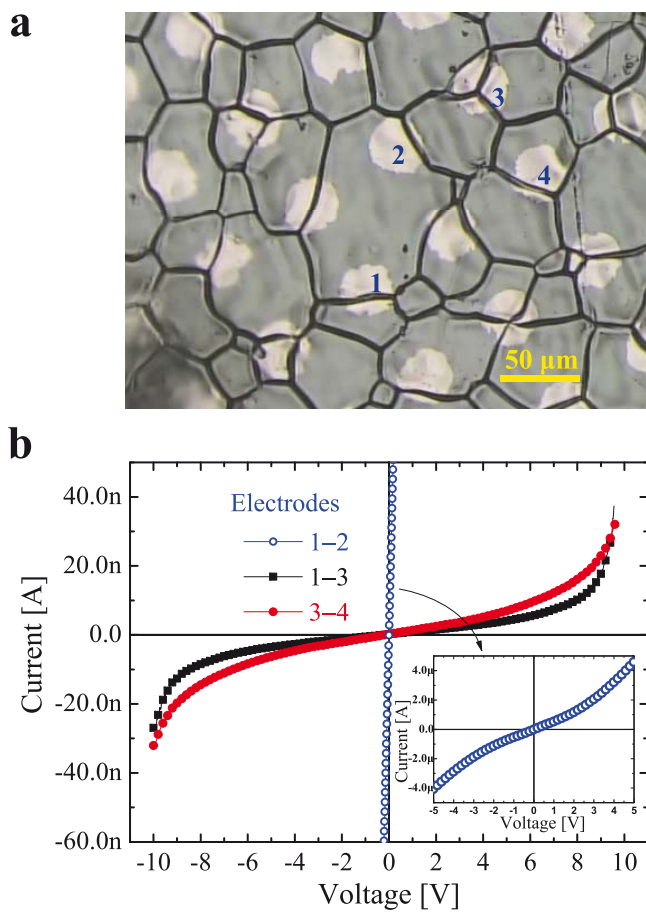 a
3
2
4
1
50 µm
b
Electrodes
1–2
1–3
3–4
Current [A]
40.0n
20.0n
0.0
-20.0n
-40.0n
-60.0n
-10 -8 -6 -4 -2 0 2 4 6 8 10
Voltage [V]
Current [A]
4.0µ
2.0µ
0.0
-2.0µ
-4.0µ
-5 -4 -3 -2 -1 0 1 2 3 4 5
Voltage [V]